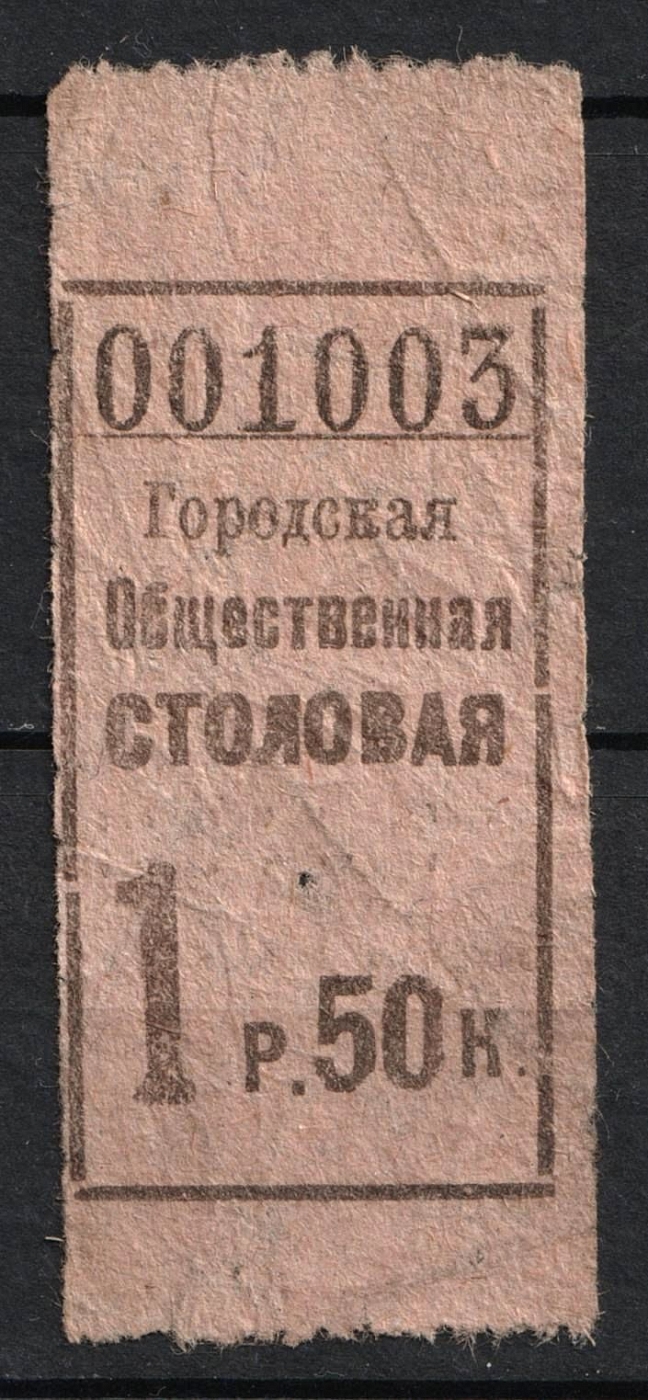 001003
Городская
Общественная
СТОЛОВАЯ
1 Р. 50 К.